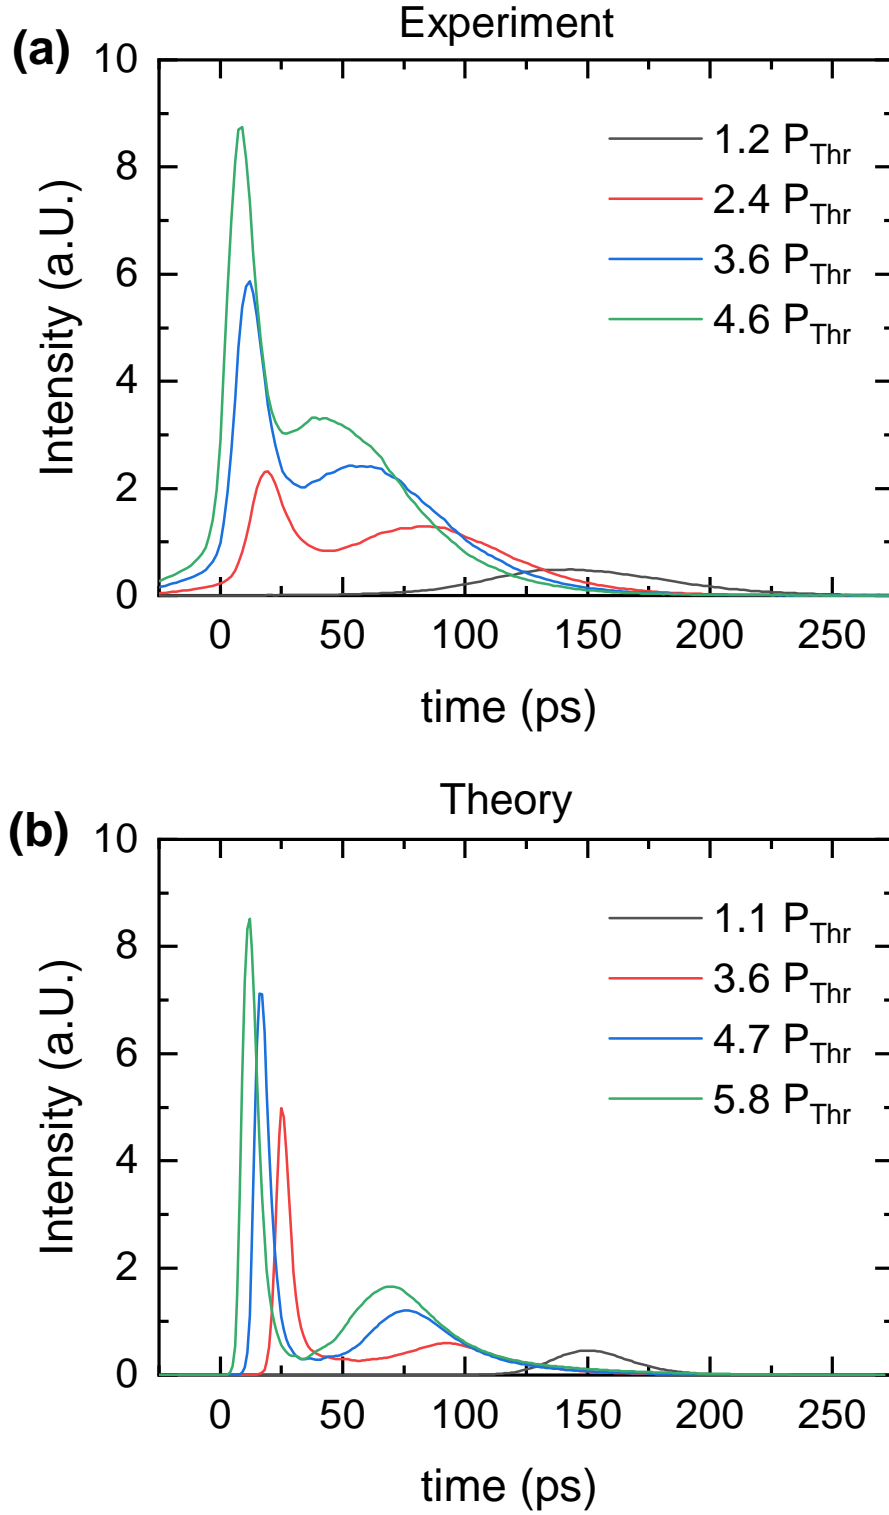 Experiment
(a)
10
8
6
4
2
0
Intensity (a.U.)
1.2 P_Thr
2.4 P_Thr
3.6 P_Thr
4.6 P_Thr
0 50 100 150 200 250
time (ps)
Theory
(b)
10
8
6
4
2
0
Intensity (a.U.)
1.1 P_Thr
3.6 P_Thr
4.7 P_Thr
5.8 P_Thr
0 50 100 150 200 250
time (ps)